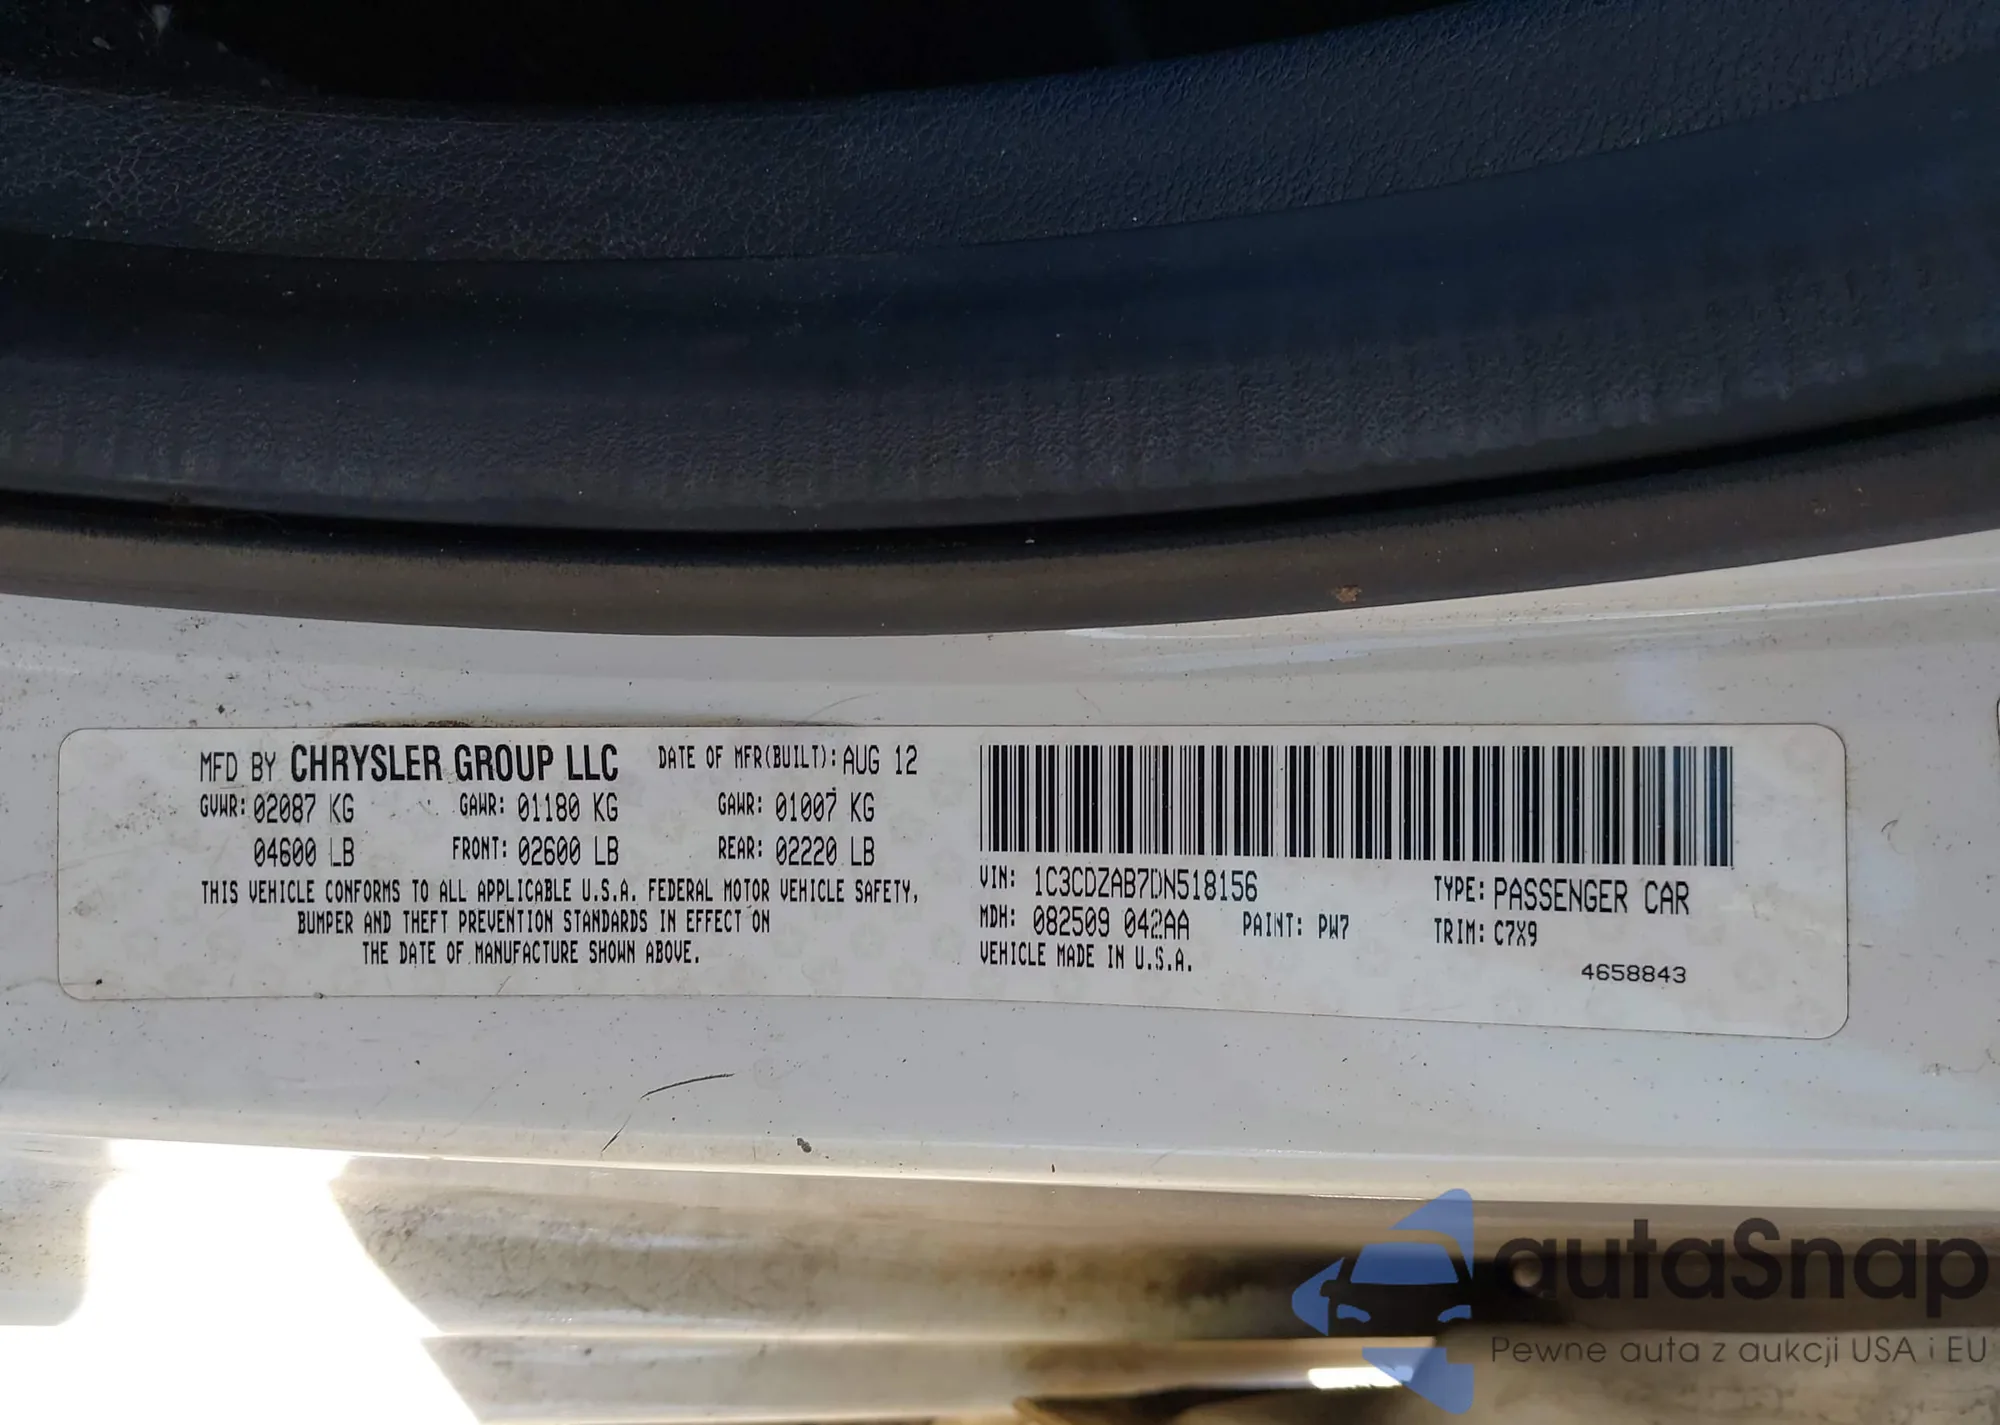 MFD BY CHRYSLER GROUP LLC DATE OF MFR(BUILT): AUG 12
GVWR: 02087 KG GAWR: 01180 KG GAWR: 01007 KG
04600 LB FRONT: 02600 LB REAR: 02220 LB
THIS VEHICLE CONFORMS TO ALL APPLICABLE U.S.A. FEDERAL MOTOR VEHICLE SAFETY,
BUMPER AND THEFT PREVENTION STANDARDS IN EFFECT ON
THE DATE OF MANUFACTURE SHOWN ABOVE.
VIN: 1C3CDZAB7DN518156 TYPE: PASSENGER CAR
MDH: 082509 042AA PAINT: PW7 TRIM: C7X9
VEHICLE MADE IN U.S.A.
4658843
autaSnap
Pewne auta z aukcji USA i EU